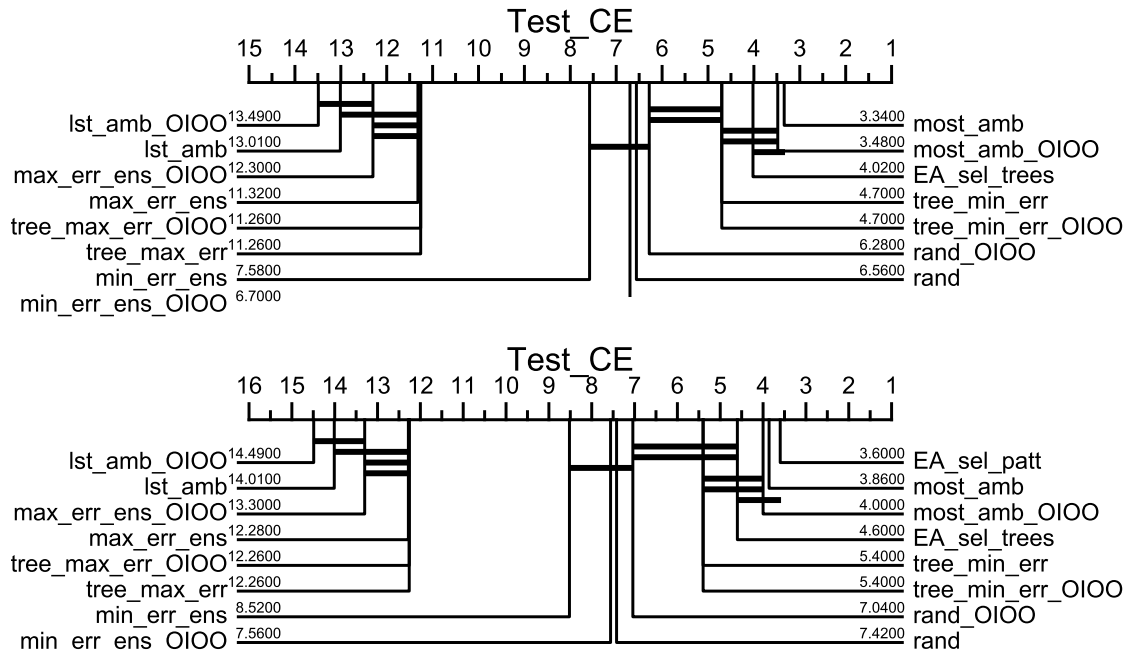 Test_CE
15 14 13 12 11 10 9 8 7 6 5 4 3 2 1
lst_amb_OIOO 13.4900 3.3400 most_amb
lst_amb 13.0100 3.4800 most_amb_OIOO
max_err_ens_OIOO 12.3000 4.0200 EA_sel_trees
max_err_ens 11.3200 4.7000 tree_min_err
tree_max_err_OIOO 11.2600 4.7000 tree_min_err_OIOO
tree_max_err 11.2600 6.2800 rand_OIOO
min_err_ens 7.5800 6.5600 rand
min_err_ens_OIOO 6.7000
Test_CE
16 15 14 13 12 11 10 9 8 7 6 5 4 3 2 1
lst_amb_OIOO 14.4900 3.6000 EA_sel_patt
lst_amb 14.0100 3.8600 most_amb
max_err_ens_OIOO 13.3000 4.0000 most_amb_OIOO
max_err_ens 12.2800 4.6000 EA_sel_trees
tree_max_err_OIOO 12.2600 5.4000 tree_min_err
tree_max_err 12.2600 5.4000 tree_min_err_OIOO
min_err_ens 8.5200 7.0400 rand_OIOO
min_err_ens_OIOO 7.5600 7.4200 rand